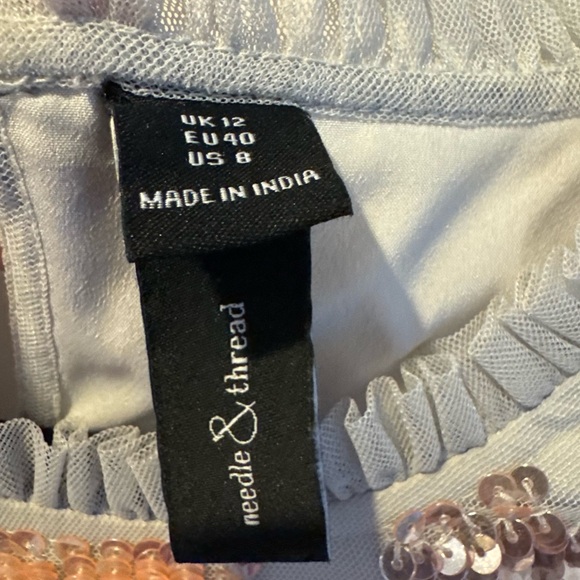 UK 12
EU 40
US 8
MADE IN INDIA
needle & thread